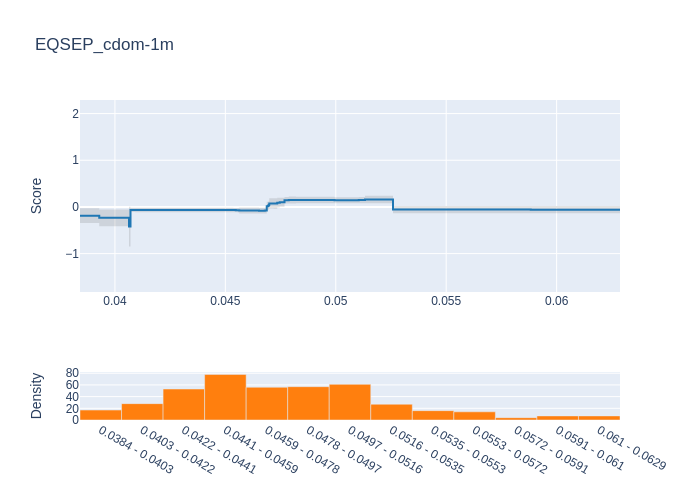 EQSEP_cdom-1m
Score
2
1
0
−1
0.04
0.045
0.05
0.055
0.06
Density
80
60
40
20
0
0.0384 - 0.0403
0.0403 - 0.0422
0.0422 - 0.0441
0.0441 - 0.0459
0.0459 - 0.0478
0.0478 - 0.0497
0.0497 - 0.0516
0.0516 - 0.0535
0.0535 - 0.0553
0.0553 - 0.0572
0.0572 - 0.0591
0.0591 - 0.061
0.061 - 0.0629